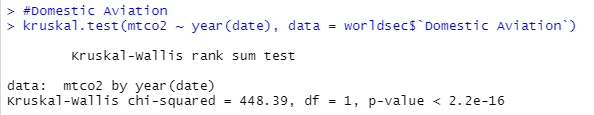 > #Domestic Aviation
> kruskal.test(mtco2 ~ year(date), data = worldsec$`Domestic Aviation`)
Kruskal-Wallis rank sum test
data:  mtco2 by year(date)
Kruskal-Wallis chi-squared = 448.39, df = 1, p-value < 2.2e-16